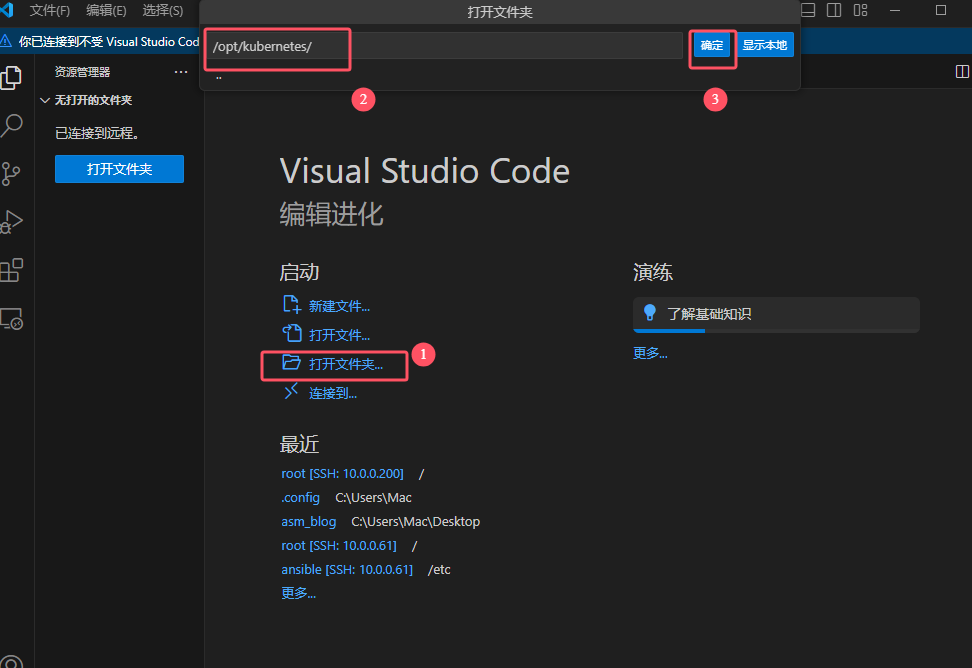 文件(F) 编辑(E) 选择(S)
打开文件夹
你已连接到不受 Visual Studio Cod
/opt/kubernetes/
确定
显示本地
..
2
3
资源管理器
无打开的文件夹
已连接到远程。
打开文件夹
Visual Studio Code
编辑进化
启动
新建文件...
打开文件...
打开文件夹...
1
连接到...
演练
了解基础知识
更多...
最近
root [SSH: 10.0.0.200] /
.config C:\Users\Mac
asm_blog C:\Users\Mac\Desktop
root [SSH: 10.0.0.61] /
ansible [SSH: 10.0.0.61] /etc
更多...